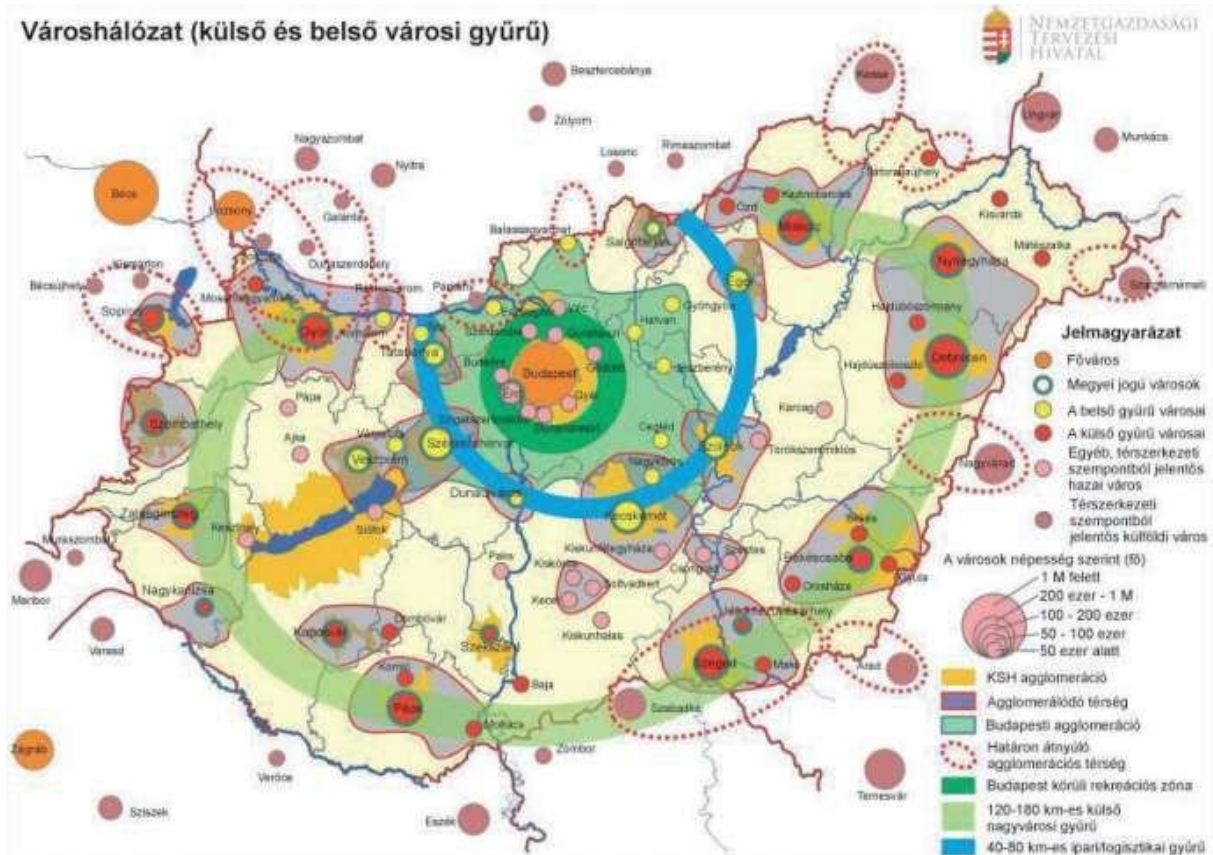 Városhálózat (külső és belső városi gyűrű)
NEMZETGAZDASÁGI
TERVEZÉSI
HIVATAL
Besztercebánya
Kassa
Zólyom
Ungvár
Munkács
Nagyszombat
Nyitra
Losonc
Rimaszombat
Bécs
Pozsony
Galánta
Sátoraljaújhely
Kazincbarcika
Ózd
Miskolc
Kisvárda
Balassagyarmat
Salgótarján
Dunaszerdahely
Kismarton
Bécsújhely
Mátészalka
Nyíregyháza
Szatmárnémeti
Eger
Sopron
Győr
Komárom
Vác
Gyöngyös
Hatvan
Hajdúböszörmény
Tatabánya
Jászberény
Gödöllő
Budapest
Debrecen
Hajdúszoboszló
Érd
Gyál
Pápa
Karcag
Szombathely
Ajka
Várpalota
Székesfehérvár
Cegléd
Szolnok
Törökszentmiklós
Nagyvárad
Veszprém
Nagykőrös
Dunaújváros
Kecskemét
Zalaegerszeg
Keszthely
Siófok
Békés
Muraszombat
Paks
Kiskunfélegyháza
Szentes
Csongrád
Békéscsaba
Gyula
Kiskőrös
Soltvadkert
Kecel
Orosháza
Maribor
Nagykanizsa
Kiskunhalas
Varasd
Kaposvár
Dombóvár
Szekszárd
Komló
Szeged
Makó
Arad
Baja
Pécs
Szabadka
Mohács
Zágráb
Zombor
Verőce
Temesvár
Sziszek
Eszék
Jelmagyarázat
Főváros
Megyei jogú városok
A belső gyűrű városai
A külső gyűrű városai
Egyéb, térszerkezeti
szempontból jelentős
hazai város
Térszerkezeti
szempontból
jelentős külföldi város
A városok népesség szerint (fő)
1 M felett
200 ezer - 1 M
100 - 200 ezer
50 - 100 ezer
50 ezer alatt
KSH agglomeráció
Agglomerálódó térség
Budapesti agglomeráció
Határon átnyúló
agglomerációs térség
Budapest körüli rekreációs zóna
120-180 km-es külső
nagyvárosi gyűrű
40-80 km-es ipari/logisztikai gyűrű